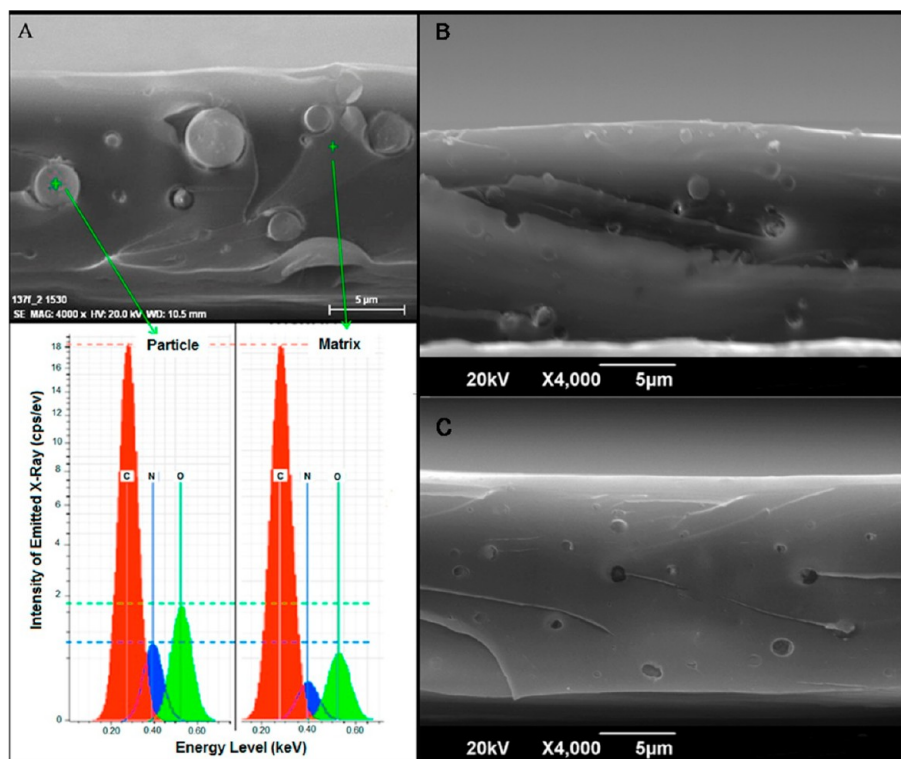 A
137f_2 1530
SE MAG: 4000 x HV: 20.0 kV WD: 10.5 mm
5 µm
B
20kV X4,000 5µm
C
20kV X4,000 5µm
Particle Matrix
Intensity of Emitted X-Ray (cps/ev)
18
16
14
12
10
8
6
4
2
0
C N O
C N O
0.20 0.40 0.60
0.20 0.40 0.60
Energy Level (keV)